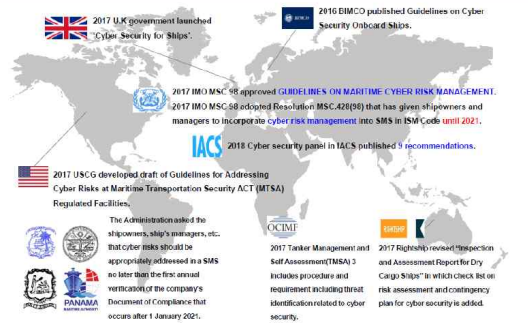 2017 U.K government launched
'Cyber Security for Ships'.
BIMCO
2016 BIMCO published Guidelines on Cyber
Security Onboard Ships.
2017 IMO MSC 98 approved GUIDELINES ON MARITIME CYBER RISK MANAGEMENT.
2017 IMO MSC 98 adopted Resolution MSC.428(98) that has given shipowners and
managers to incorporate cyber risk management into SMS in ISM Code until 2021.
IACS
2018 Cyber security panel in IACS published 9 recommendations.
2017 USCG developed draft of Guidelines for Addressing
Cyber Risks at Maritime Transportation Security ACT (MTSA)
Regulated Facilities.
The Administration asked the
shipowners, ship's managers, etc.
that cyber risks should be
appropriately addressed in a SMS
no later than the first annual
verification of the company's
Document of Compliance that
occurs after 1 January 2021.
PANAMA
MARITIME AUTHORITY
OCIMF
2017 Tanker Management and
Self Assessment(TMSA) 3
includes procedure and
requirement including threat
identification related to cyber
security.
RIGHTSHIP
2017 Rightship revised "Inspection
and Assessment Report for Dry
Cargo Ships" in which check list on
risk assessment and contingency
plan for cyber security is added.